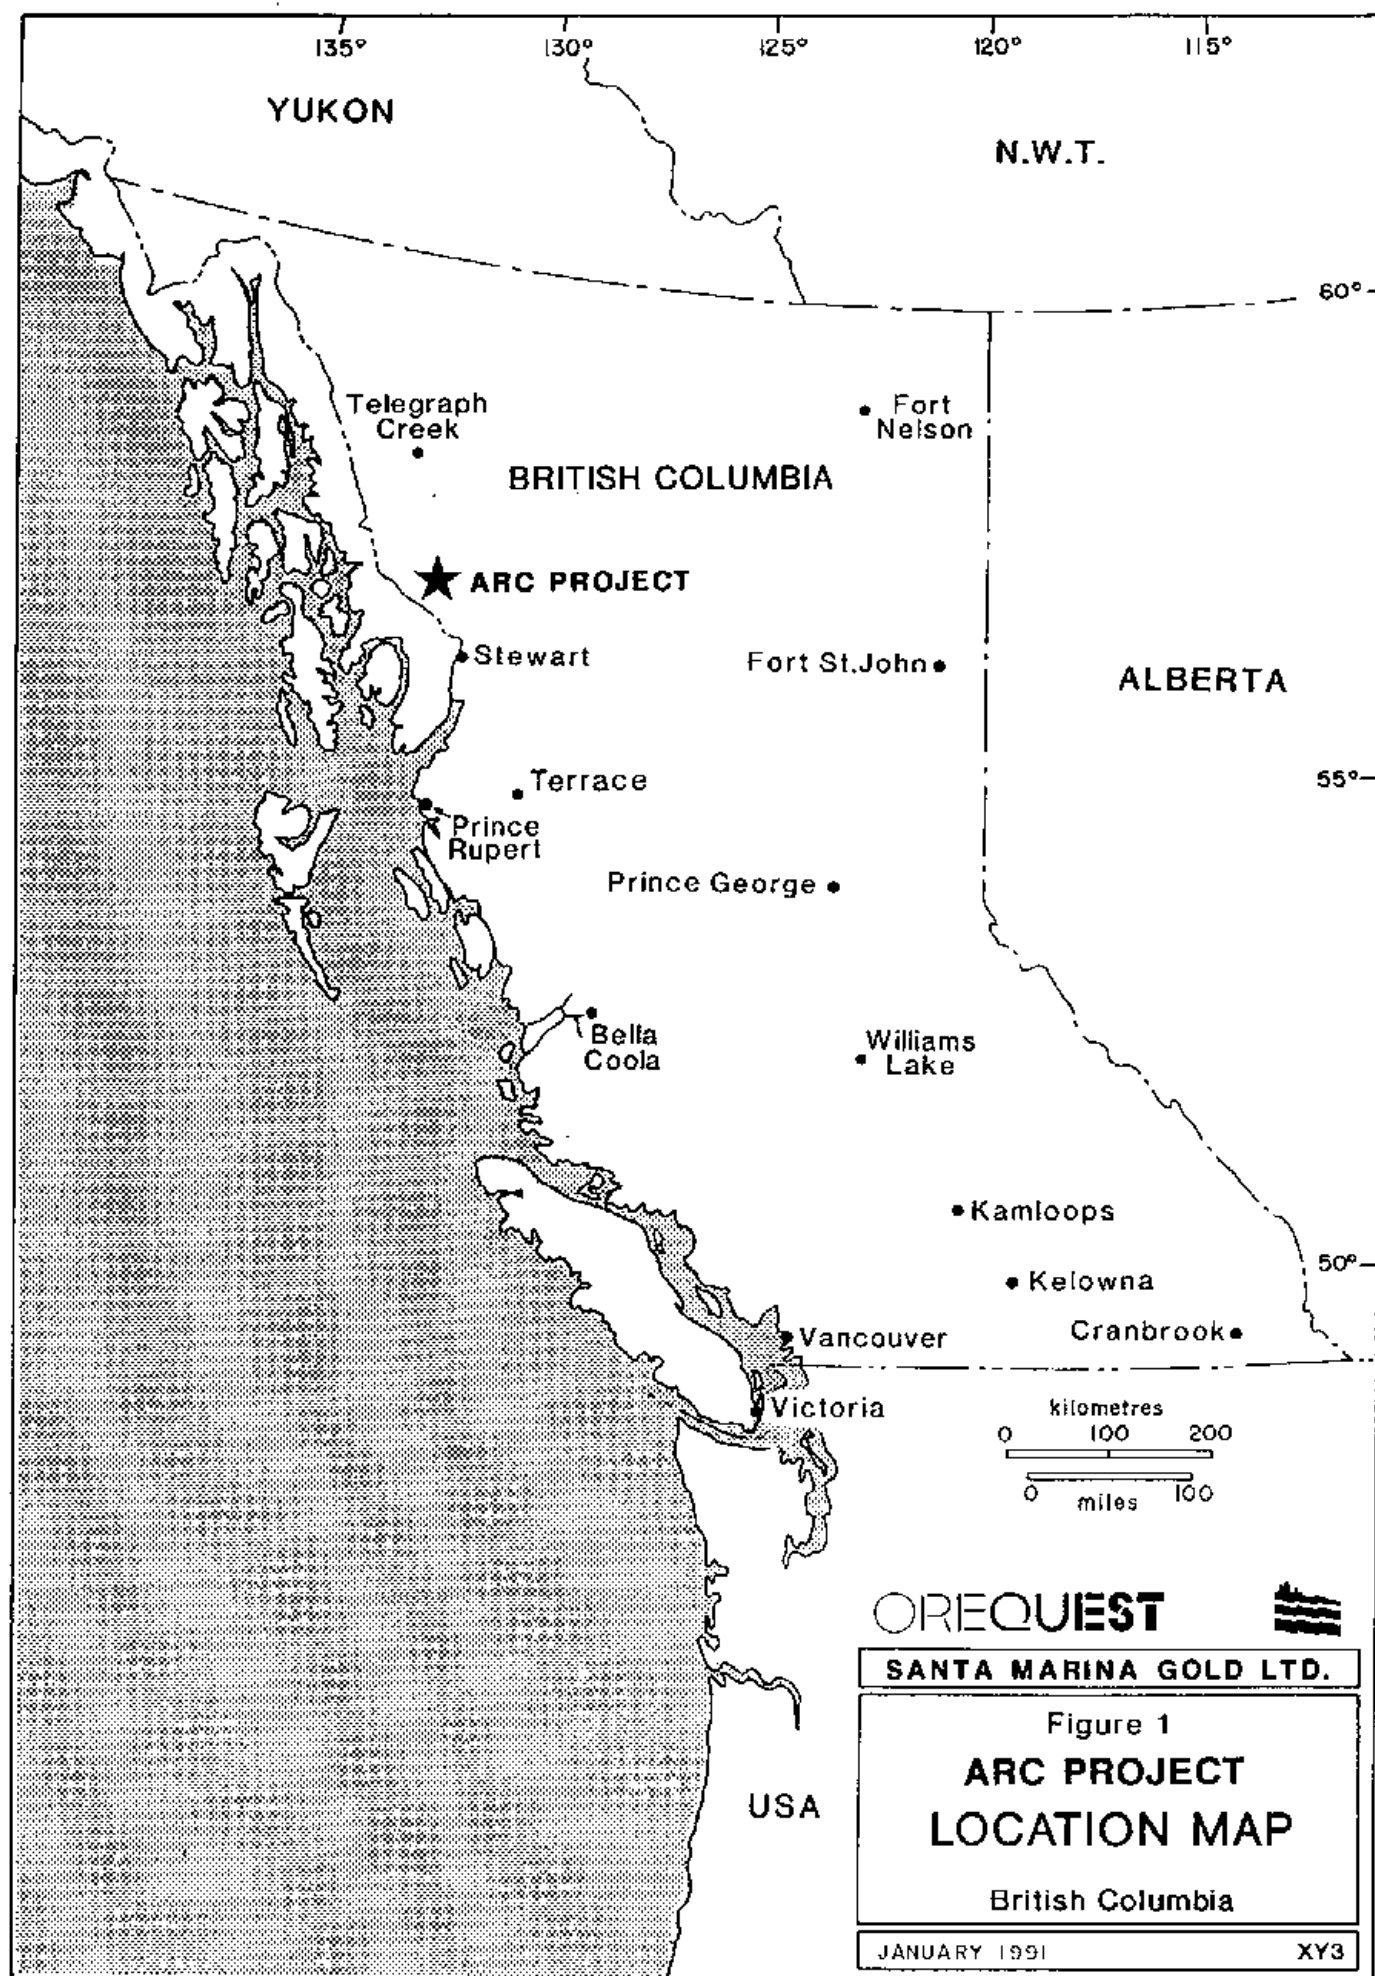 135° 130° 125° 120° 115°
YUKON
N.W.T.
60°
Telegraph
Creek
Fort
Nelson
BRITISH COLUMBIA
ARC PROJECT
Stewart
Fort St.John
ALBERTA
55°
Terrace
Prince
Rupert
Prince George
Bella
Coola
Williams
Lake
Kamloops
50°
Kelowna
Cranbrook
Vancouver
Victoria
kilometres
0 100 200
0 100
miles
OREQUEST
SANTA MARINA GOLD LTD.
Figure 1
ARC PROJECT
LOCATION MAP
USA
British Columbia
JANUARY 1991 XY3